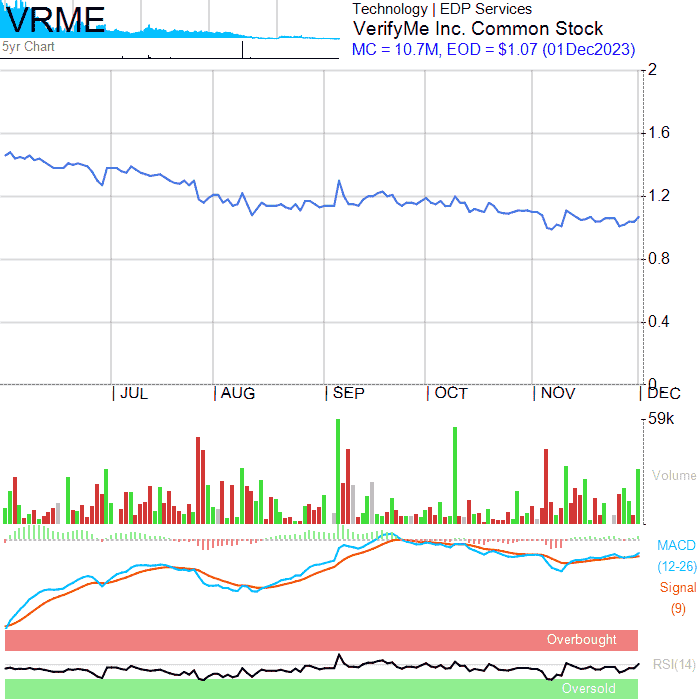 VRME
5yr Chart
Technology | EDP Services
VerifyMe Inc. Common Stock
MC = 10.7M, EOD = $1.07 (01Dec2023)
2
1.6
1.2
0.8
0.4
0
JUL
AUG
SEP
OCT
NOV
DEC
59k
Volume
MACD
(12-26)
Signal
(9)
Overbought
RSI(14)
Oversold